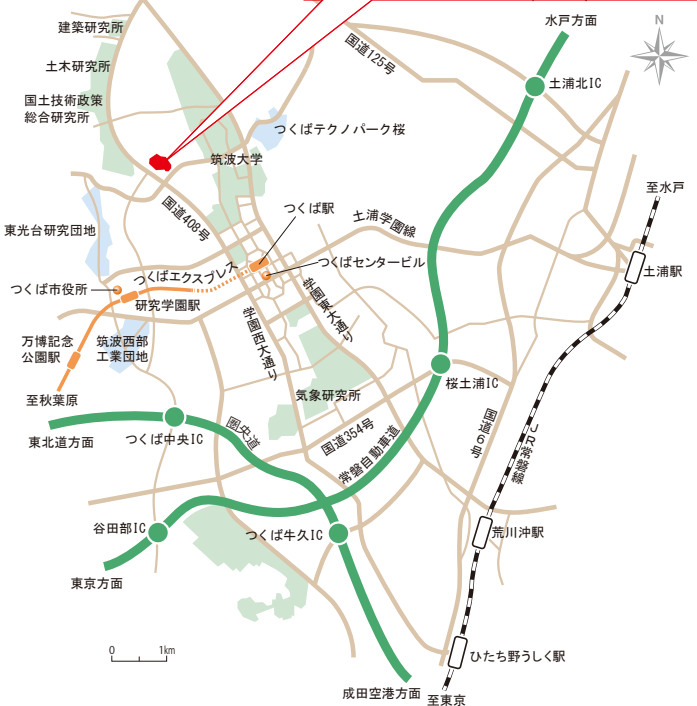 建築研究所
水戸方面
N
国道125号
土木研究所
土浦北IC
国土技術政策
総合研究所
つくばテクノパーク桜
筑波大学
至水戸
国道408号
つくば駅
土浦学園線
東光台研究団地
つくばセンタービル
土浦駅
つくばエクスプレス
つくば市役所
研究学園駅
学園東大通り
学園西大通り
万博記念
公園駅
筑波西部
工業団地
桜土浦IC
至秋葉原
気象研究所
国道6号
JR常磐線
東北道方面
つくば中央IC
圏央道
国道354号
常磐自動車道
谷田部IC
つくば牛久IC
荒川沖駅
東京方面
0 1km
ひたち野うしく駅
成田空港方面
至東京